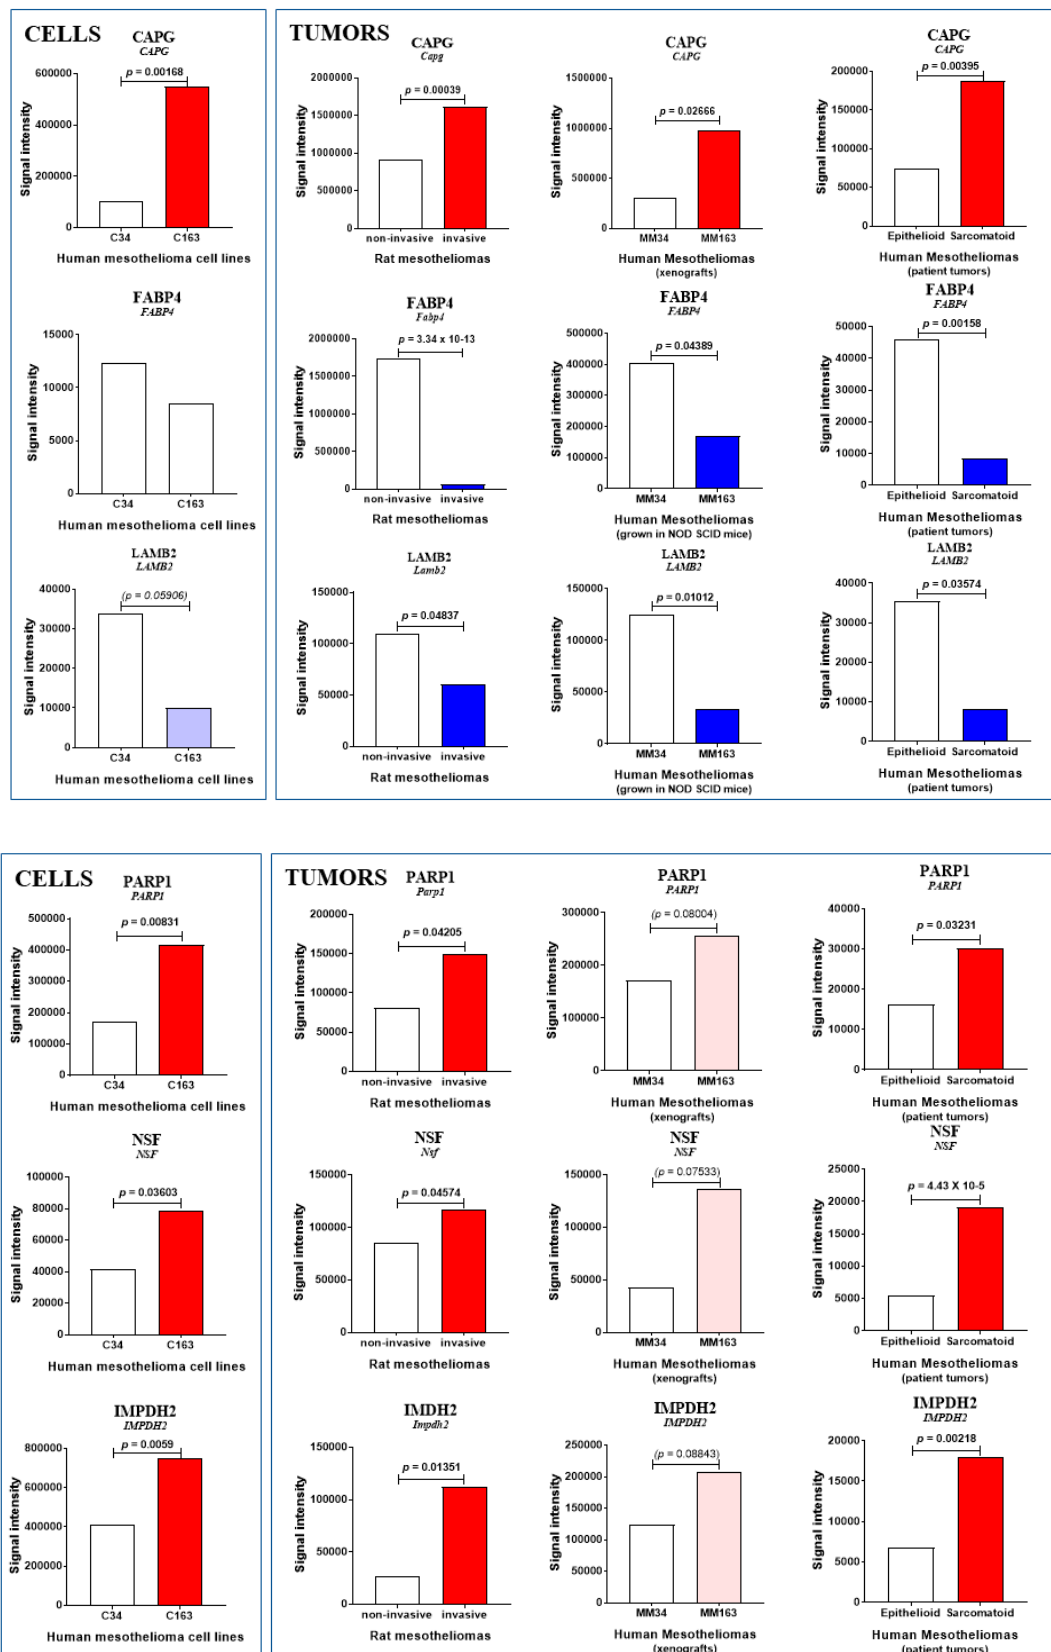 CELLS
CAPG
CAPG
p = 0.00168
Signal intensity
600000
400000
200000
0
C34 C163
Human mesothelioma cell lines
FABP4
FABP4
Signal intensity
15000
10000
5000
0
C34 C163
Human mesothelioma cell lines
LAMB2
LAMB2
(p = 0.05906)
Signal intensity
40000
30000
20000
10000
0
C34 C163
Human mesothelioma cell lines
TUMORS
CAPG
Capg
p = 0.00039
Signal intensity
2000000
1500000
1000000
500000
0
non-invasive invasive
Rat mesotheliomas
CAPG
CAPG
p = 0.02666
Signal intensity
1500000
1000000
500000
0
MM34 MM163
Human Mesotheliomas
(xenografts)
CAPG
CAPG
p = 0.00395
Signal intensity
200000
150000
100000
50000
0
Epithelioid Sarcomatoid
Human Mesotheliomas
(patient tumors)
FABP4
Fabp4
p = 3.34 x 10-13
Signal intensity
2000000
1500000
1000000
500000
0
non-invasive invasive
Rat mesotheliomas
FABP4
FABP4
p = 0.04389
Signal intensity
500000
400000
300000
200000
100000
0
MM34 MM163
Human Mesotheliomas
(grown in NOD SCID mice)
FABP4
FABP4
p = 0.00158
Signal intensity
50000
40000
30000
20000
10000
0
Epithelioid Sarcomatoid
Human Mesotheliomas
(patient tumors)
LAMB2
Lamb2
p = 0.04837
Signal intensity
150000
100000
50000
0
non-invasive invasive
Rat mesotheliomas
LAMB2
LAMB2
p = 0.01012
Signal intensity
150000
100000
50000
0
MM34 MM163
Human Mesotheliomas
(grown in NOD SCID mice)
LAMB2
LAMB2
p = 0.03574
Signal intensity
40000
30000
20000
10000
0
Epithelioid Sarcomatoid
Human Mesotheliomas
(patient tumors)
CELLS
PARP1
PARP1
p = 0.00831
Signal intensity
500000
400000
300000
200000
100000
0
C34 C163
Human mesothelioma cell lines
NSF
NSF
p = 0.03603
Signal intensity
100000
80000
60000
40000
20000
0
C34 C163
Human mesothelioma cell lines
IMPDH2
IMPDH2
p = 0.0059
Signal intensity
800000
600000
400000
200000
0
C34 C163
Human mesothelioma cell lines
TUMORS
PARP1
Parp1
p = 0.04205
Signal intensity
200000
150000
100000
50000
0
non-invasive invasive
Rat mesotheliomas
PARP1
PARP1
(p = 0.08004)
Signal intensity
300000
200000
100000
0
MM34 MM163
Human Mesotheliomas
(xenografts)
PARP1
PARP1
p = 0.03231
Signal intensity
40000
30000
20000
10000
0
Epithelioid Sarcomatoid
Human Mesotheliomas
(patient tumors)
NSF
Nsf
p = 0.04574
Signal intensity
150000
100000
50000
0
non-invasive invasive
Rat mesotheliomas
NSF
NSF
(p = 0.07533)
Signal intensity
150000
100000
50000
0
MM34 MM163
Human Mesotheliomas
(xenografts)
NSF
NSF
p = 4.43 X 10-5
Signal intensity
25000
20000
15000
10000
5000
0
Epithelioid Sarcomatoid
Human Mesotheliomas
(patient tumors)
IMDH2
Impdh2
p = 0.01351
Signal intensity
150000
100000
50000
0
non-invasive invasive
Rat mesotheliomas
IMPDH2
IMPDH2
(p = 0.08843)
Signal intensity
250000
200000
150000
100000
50000
0
MM34 MM163
Human Mesotheliomas
(xenografts)
IMPDH2
IMPDH2
p = 0.00218
Signal intensity
20000
15000
10000
5000
0
Epithelioid Sarcomatoid
Human Mesotheliomas
(patient tumors)